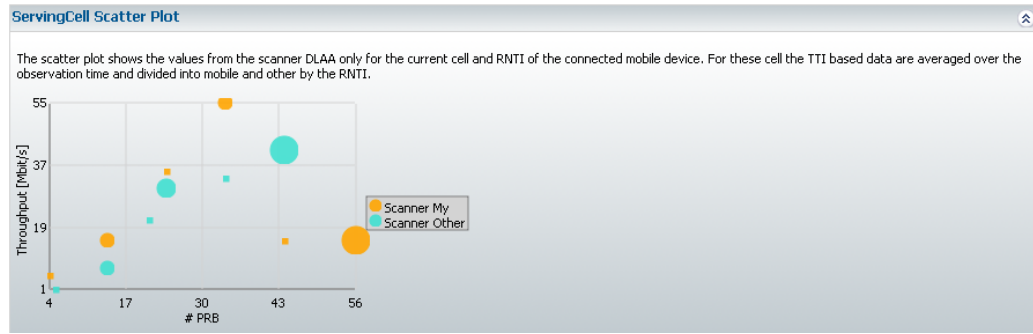 ServingCell Scatter Plot
The scatter plot shows the values from the scanner DLAA only for the current cell and RNTI of the connected mobile device. For these cell the TTI based data are averaged over the
observation time and divided into mobile and other by the RNTI.
55
37
19
1
Throughput [Mbit/s]
4 17 30 43 56
# PRB
Scanner My
Scanner Other